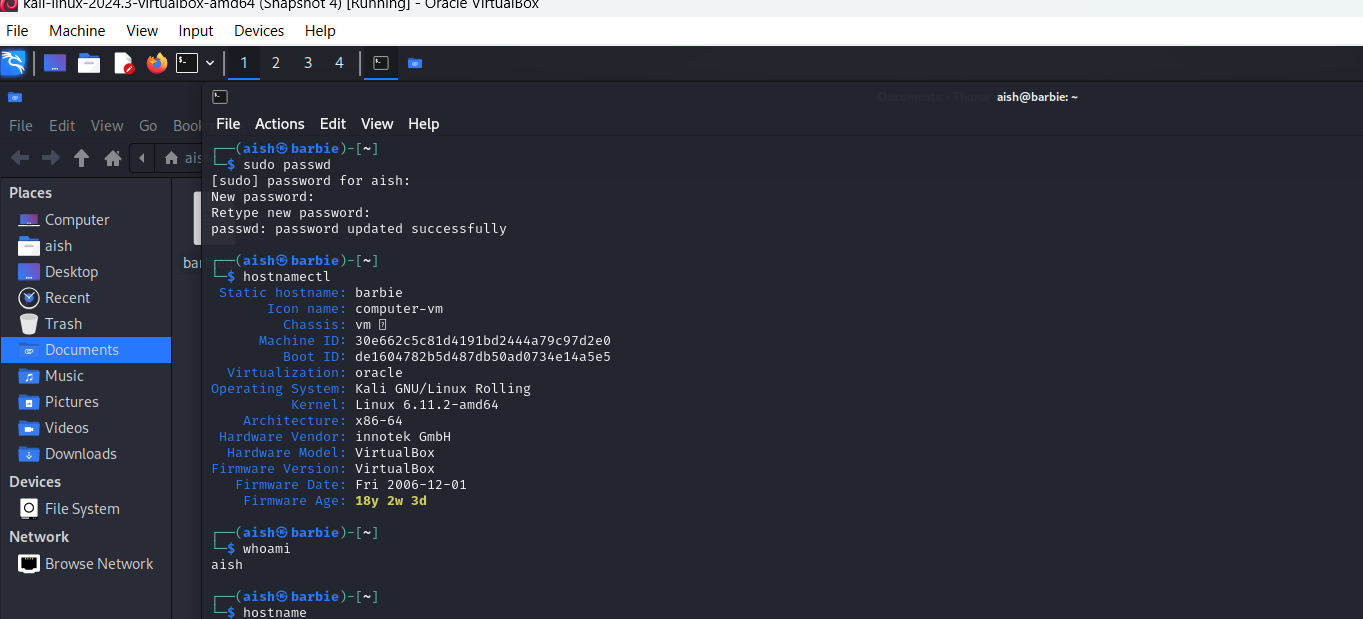 kali-linux-2024.3-virtualbox-amd64 (Snapshot 4) [Running] - Oracle VirtualBox
File Machine View Input Devices Help
1 2 3 4
aish@barbie: ~
File Edit View Go
File Actions Edit View Help
Places
Computer
aish
Desktop
Recent
Trash
Documents
Music
Pictures
Videos
Downloads
Devices
File System
Network
Browse Network
┌──(aish㉿barbie)-[~]
└─$ sudo passwd
[sudo] password for aish:
New password:
Retype new password:
passwd: password updated successfully
┌──(aish㉿barbie)-[~]
└─$ hostnamectl
Static hostname: barbie
Icon name: computer-vm
Chassis: vm
Machine ID: 30e662c5c81d4191bd2444a79c97d2e0
Boot ID: de1604782b5d487db50ad0734e14a5e5
Virtualization: oracle
Operating System: Kali GNU/Linux Rolling
Kernel: Linux 6.11.2-amd64
Architecture: x86-64
Hardware Vendor: innotek GmbH
Hardware Model: VirtualBox
Firmware Version: VirtualBox
Firmware Date: Fri 2006-12-01
Firmware Age: 18y 2w 3d
┌──(aish㉿barbie)-[~]
└─$ whoami
aish
┌──(aish㉿barbie)-[~]
└─$ hostname